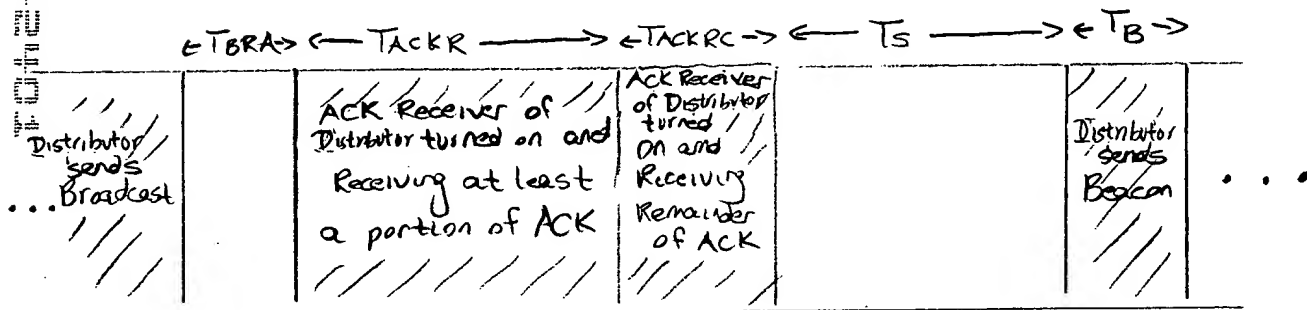 TBRA TACKR TACKRC TS TB
... Distributor
sends
Broadcast
ACK Receiver of
Distributor turned on and
Receiving at least
a portion of ACK
ACK Receiver
of Distributor
turned
on and
Receiving
Remainder
of ACK
Distributor
sends
Beacon
...